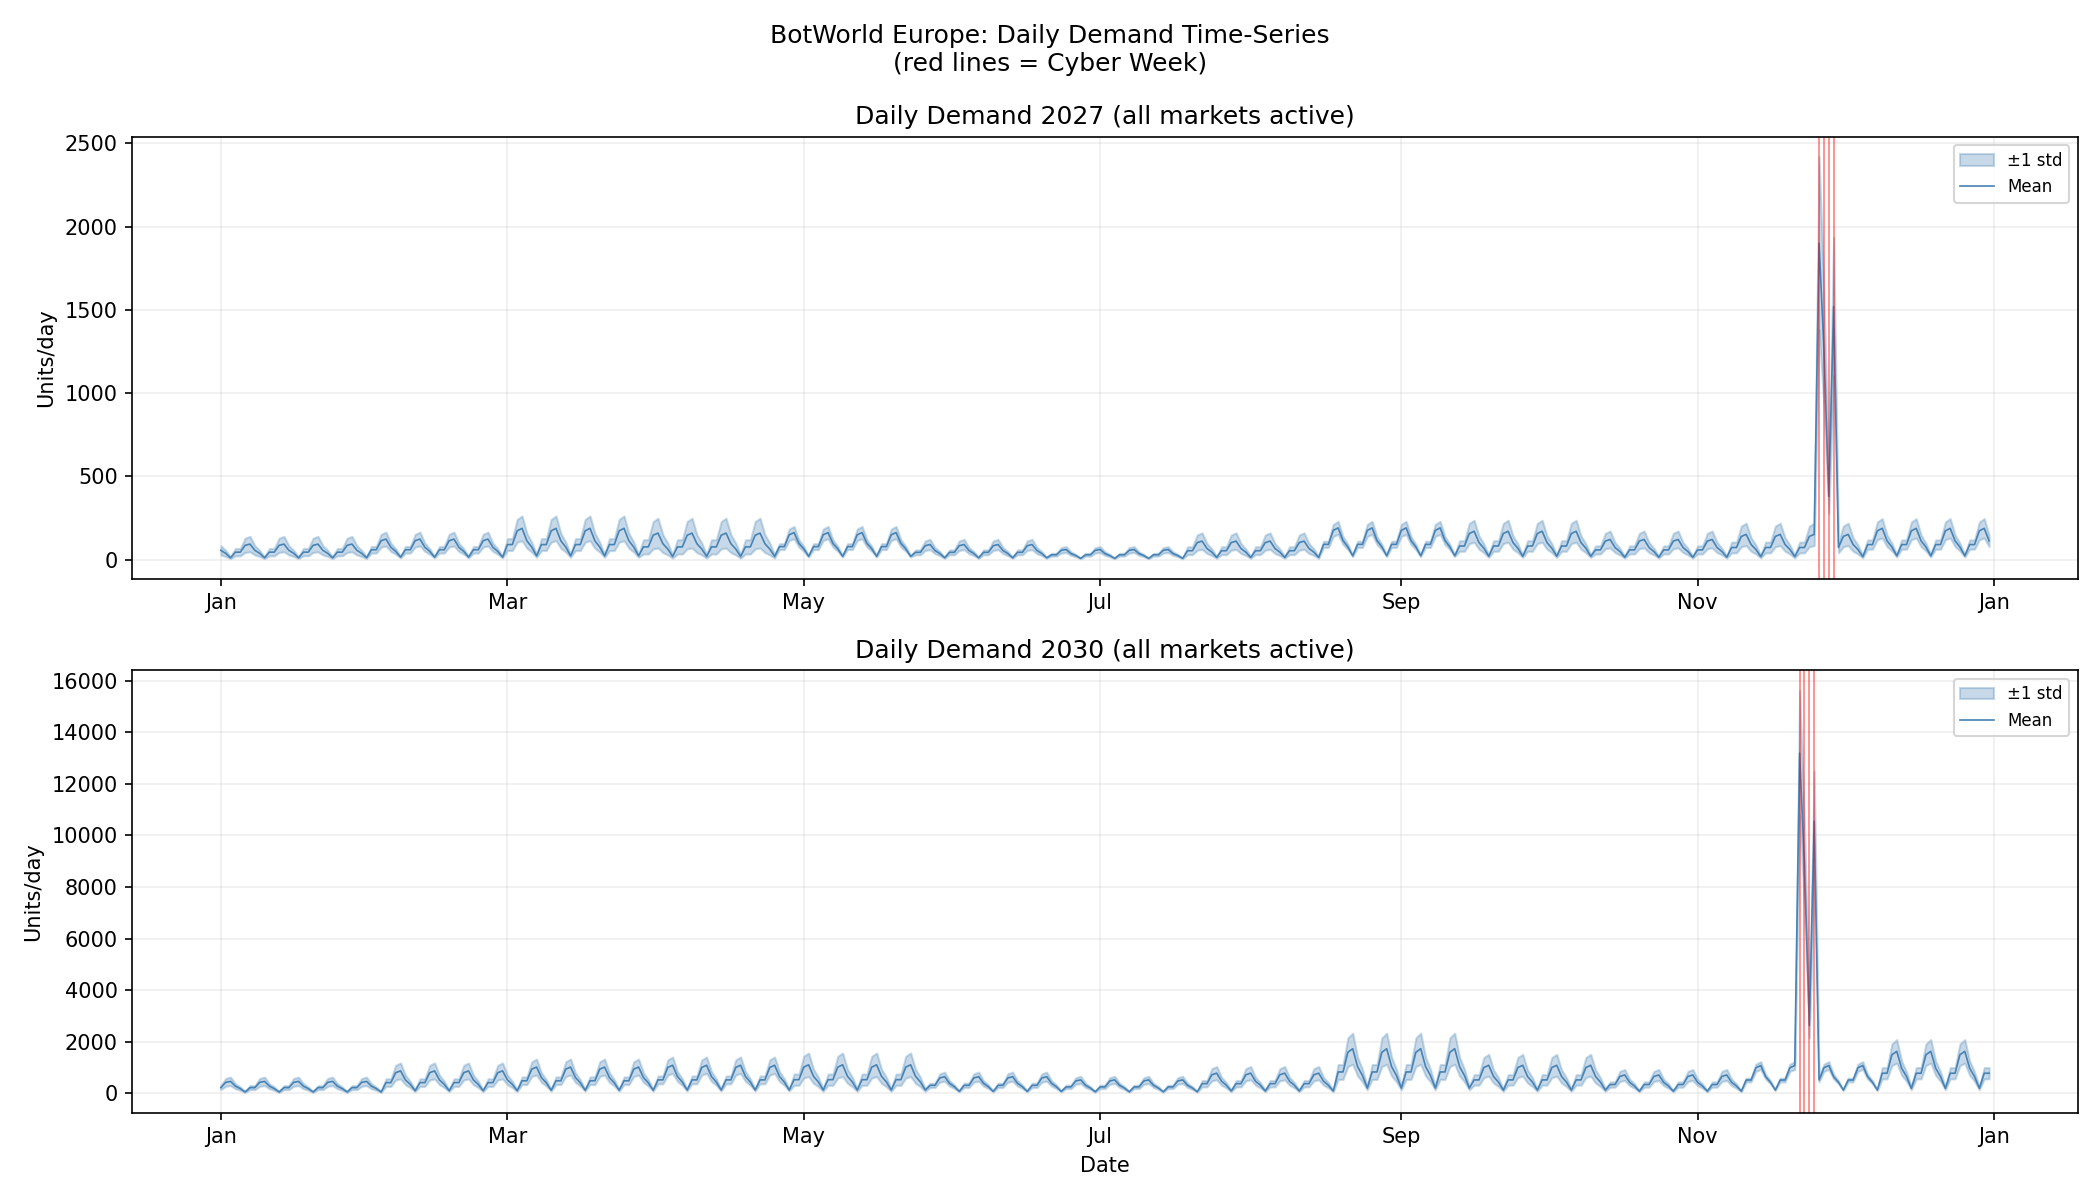 BotWorld Europe: Daily Demand Time-Series
(red lines = Cyber Week)
Daily Demand 2027 (all markets active)
2500
2000
1500
1000
500
0
Units/day
±1 std
Mean
Jan
Mar
May
Jul
Sep
Nov
Jan
Daily Demand 2030 (all markets active)
16000
14000
12000
10000
8000
6000
4000
2000
0
Units/day
±1 std
Mean
Jan
Mar
May
Jul
Sep
Nov
Jan
Date